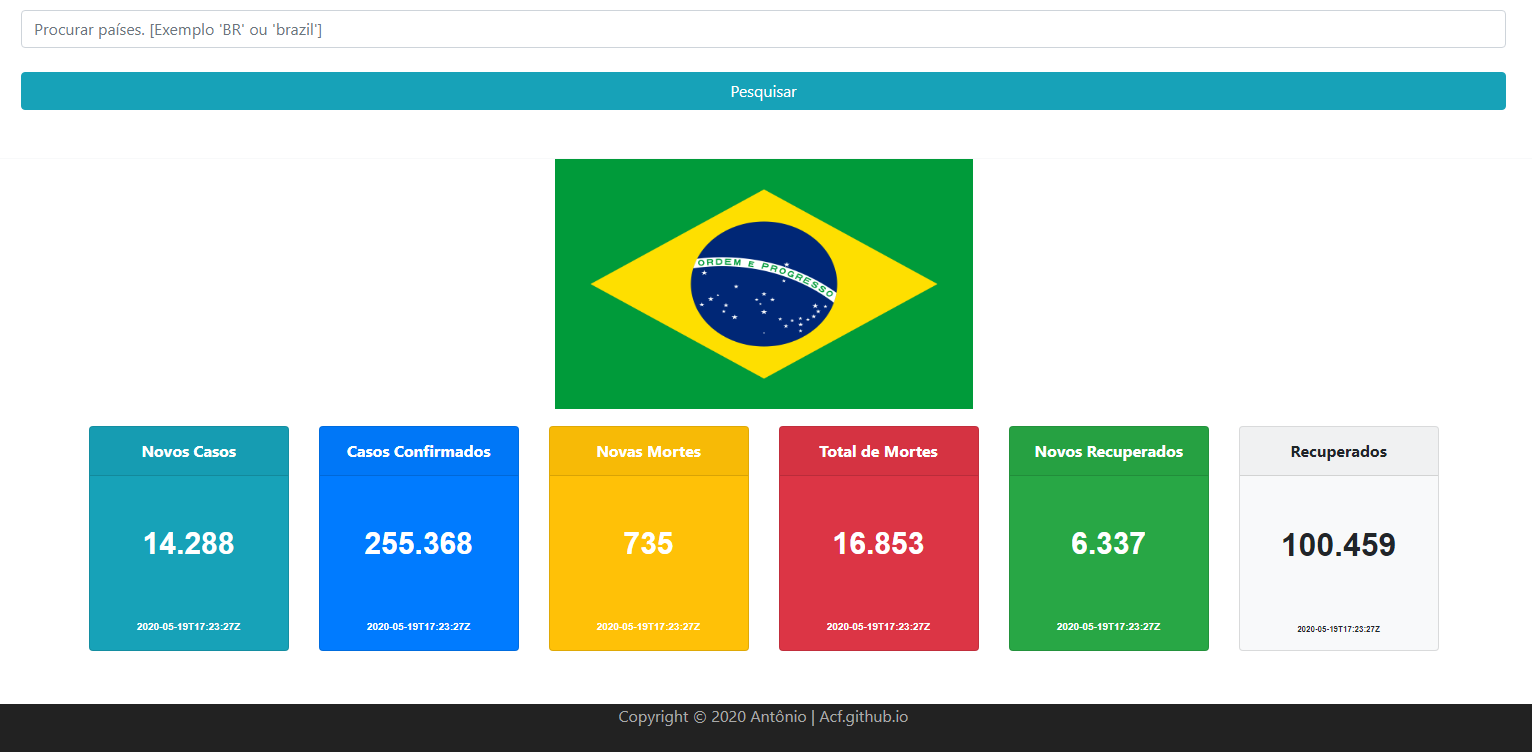 Procurar países. [Exemplo 'BR' ou 'brazil']
Pesquisar
ORDEM E PROGRESSO
Novos Casos
14.288
2020-05-19T17:23:27Z
Casos Confirmados
255.368
2020-05-19T17:23:27Z
Novas Mortes
735
2020-05-19T17:23:27Z
Total de Mortes
16.853
2020-05-19T17:23:27Z
Novos Recuperados
6.337
2020-05-19T17:23:27Z
Recuperados
100.459
2020-05-19T17:23:27Z
Copyright © 2020 Antônio | Acf.github.io